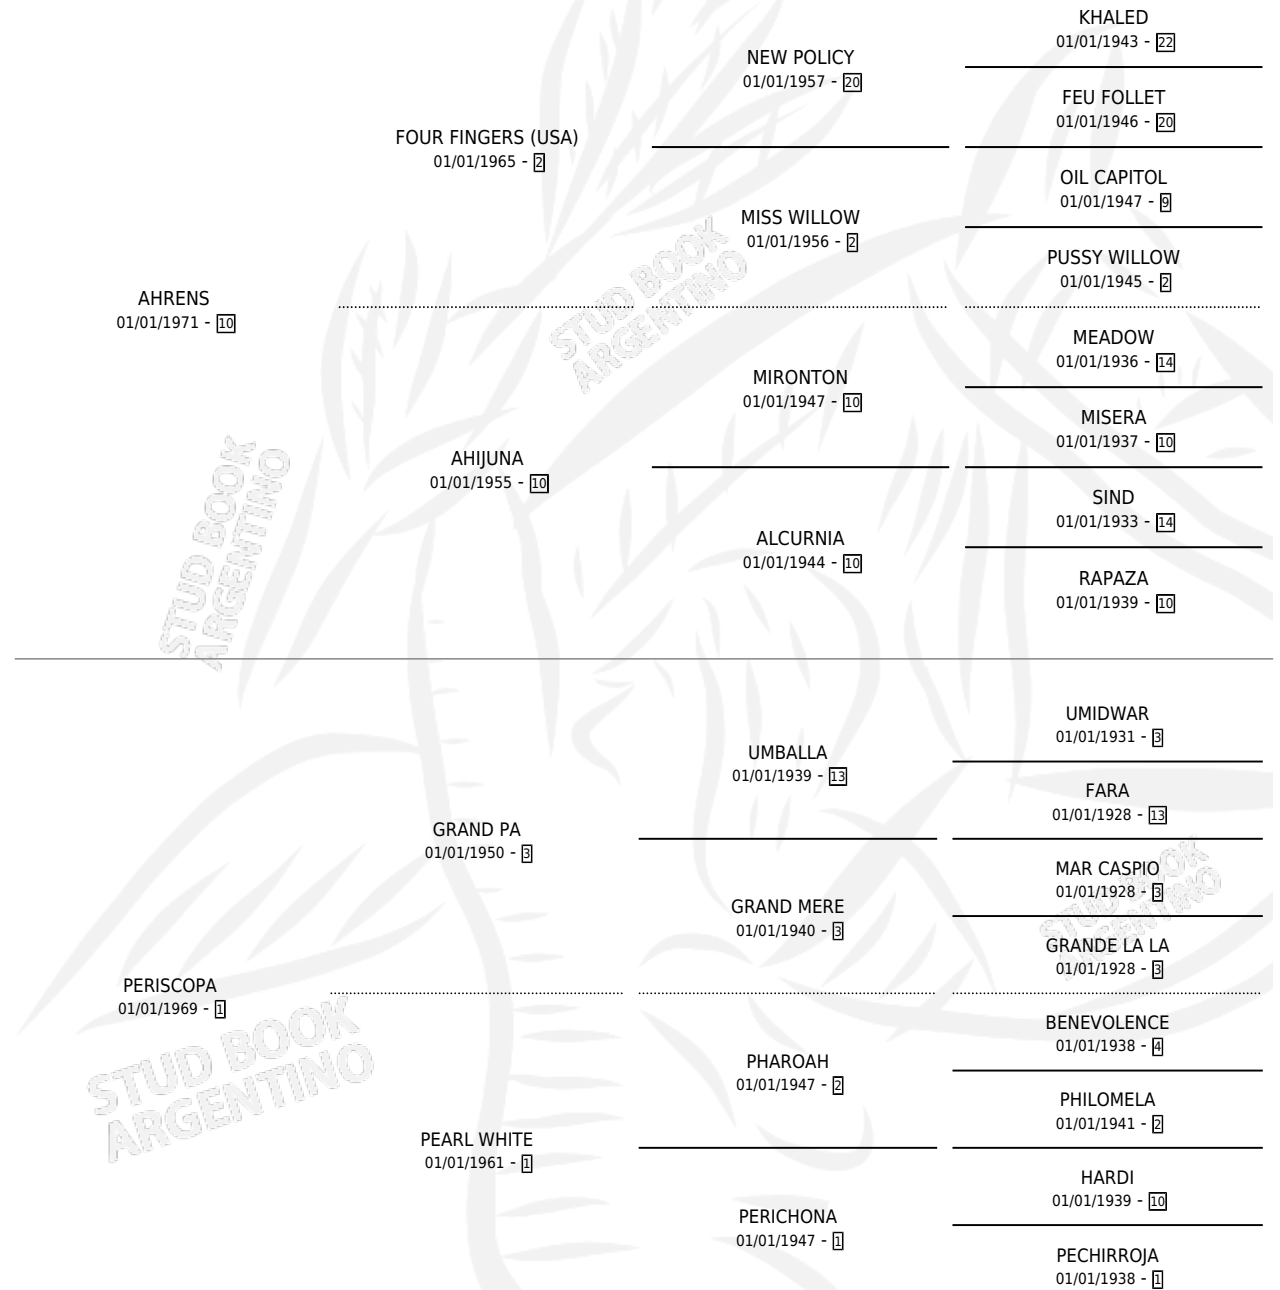 KHALED
01/01/1943 - 22
NEW POLICY
01/01/1957 - 20
FEU FOLLET
01/01/1946 - 20
FOUR FINGERS (USA)
01/01/1965 - 2
OIL CAPITOL
01/01/1947 - 9
MISS WILLOW
01/01/1956 - 2
PUSSY WILLOW
01/01/1945 - 2
AHRENS
01/01/1971 - 10
STUD BOOK
ARGENTINO
MEADOW
01/01/1936 - 14
MIRONTON
01/01/1947 - 10
MISERA
01/01/1937 - 10
AHIJUNA
01/01/1955 - 10
SIND
01/01/1933 - 14
ALCURNIA
01/01/1944 - 10
RAPAZA
01/01/1939 - 10
STUD BOOK
ARGENTINO
UMIDWAR
01/01/1931 - 3
UMBALLA
01/01/1939 - 13
FARA
01/01/1928 - 13
GRAND PA
01/01/1950 - 3
MAR CASPIO
01/01/1928 - 3
GRAND MERE
01/01/1940 - 3
STUD BOOK
ARGENTINO
GRANDE LA LA
01/01/1928 - 3
PERISCOPA
01/01/1969 - 1
STUD BOOK
ARGENTINO
BENEVOLENCE
01/01/1938 - 4
PHAROAH
01/01/1947 - 2
PHILOMELA
01/01/1941 - 2
PEARL WHITE
01/01/1961 - 1
HARDI
01/01/1939 - 10
PERICHONA
01/01/1947 - 1
PECHIRROJA
01/01/1938 - 1